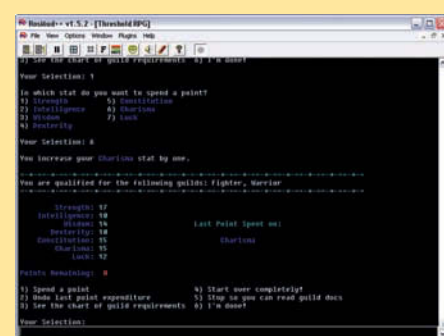 Rosebud++ v1.5.2 - [Threshold RPG]
File View Options Window Plugins Help
3) See the chart of guild requirements 6) I'm done!
Your Selection: 1
In which stat do you want to spend a point?
1) Strength 5) Constitution
2) Intelligence 6) Charisma
3) Wisdom 7) Luck
4) Dexterity
Your Selection: 6
You increase your Charisma stat by one.
You are qualified for the following guilds: Fighter, Warrior
Strength: 17
Intelligence: 10
Wisdom: 14 Last Point Spent on:
Dexterity: 10
Constitution: 15 Charisma
Charisma: 15
Luck: 12
Points Remaining: 8
1) Spend a point 4) Start over completely!
2) Undo last point expenditure 5) Stop so you can read guild docs
3) See the chart of guild requirements 6) I'm done!
Your Selection: